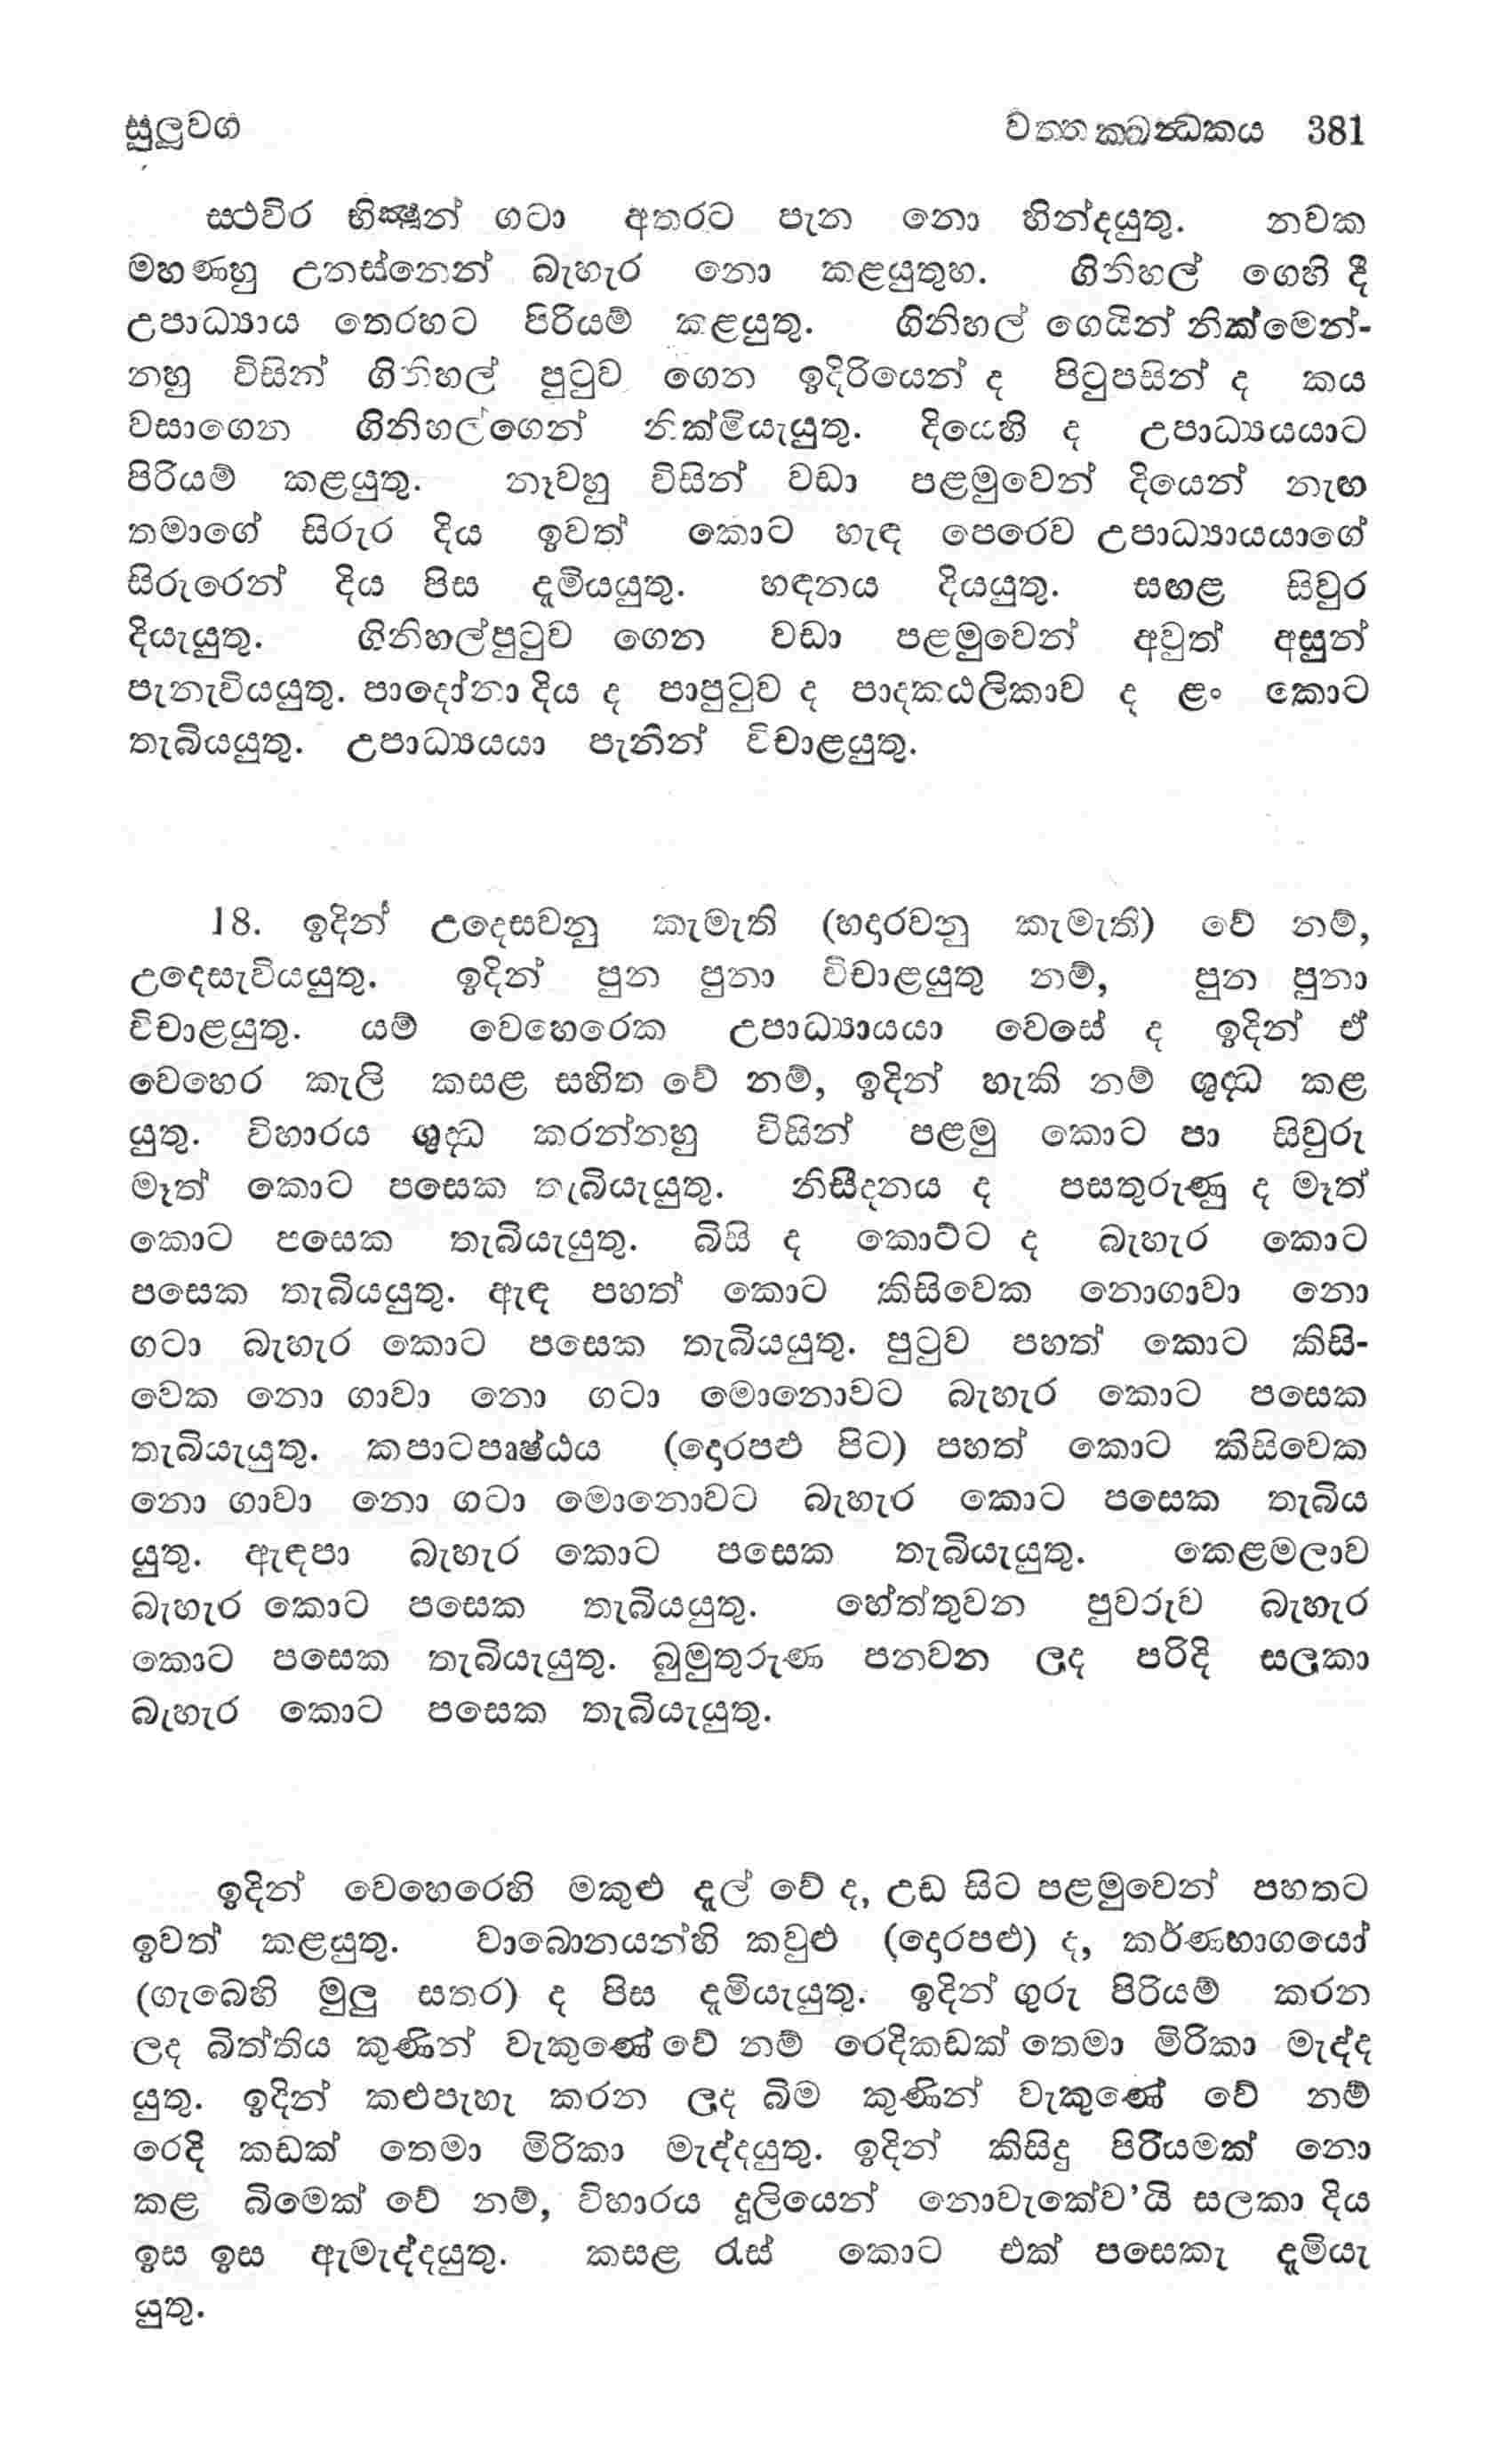 සුලුවග
වත්තක්ඛන්ධකය 381
ස්ථවිර භික්ෂූන් ගටා අතරට පැන නො හින්දයුතු. නවක
මහණහු උනස්නෙන් බැහැර නො කළයුතුහ. ගිනිහල් ගෙහි දී
උපාධ්‍යාය තෙරහට පිරියම් කළයුතු. ගිනිහල් ගෙයින් නික්මෙන්-
නහු විසින් ගිනිහල් පුටුව ගෙන ඉදිරියෙන් ද පිටුපසින් ද කය
වසාගෙන ගිනිහල්ගෙන් නික්මියැයුතු. දියෙහි ද උපාධ්‍යයයාට
පිරියම් කළයුතු. නෑවහු විසින් වඩා පළමුවෙන් දියෙන් නැඟ
තමාගේ සිරුර දිය ඉවත් කොට හැඳ පෙරෙව උපාධ්‍යායයාගේ
සිරුරෙන් දිය පිස දැමියයුතු. හඳනය දියයුතු. සඟළ සිවුර
දියැයුතු. ගිනිහල්පුටුව ගෙන වඩා පළමුවෙන් අවුත් අසුන්
පැනැවියයුතු. පාදෝනා දිය ද පාපුටුව ද පාදකඨලිකාව ද ළං කොට
තැබියයුතු. උපාධ්‍යයයා පැනින් විචාළයුතු.
18. ඉදින් උදෙසවනු කැමැති (හදාරවනු කැමැති) වේ නම්,
උදෙසැවියයුතු. ඉදින් පුන පුනා විචාළයුතු නම්, පුන පුනා
විචාළයුතු. යම් වෙහෙරෙක උපාධ්‍යායයා වෙසේ ද ඉදින් ඒ
වෙහෙර කැලි කසළ සහිත වේ නම්, ඉදින් හැකි නම් ශුද්ධ කළ
යුතු. විහාරය ශුද්ධ කරන්නහු විසින් පළමු කොට පා සිවුරු
මෑත් කොට පසෙක තැබියැයුතු. නිසීදනය ද පසතුරුණු ද මෑත්
කොට පසෙක තැබියැයුතු. බිසි ද කොට්ට ද බැහැර කොට
පසෙක තැබියයුතු. ඇඳ පහත් කොට කිසිවෙක නොගාවා නො
ගටා බැහැර කොට පසෙක තැබියයුතු. පුටුව පහත් කොට කිසි-
වෙක නො ගාවා නො ගටා මොනොවට බැහැර කොට පසෙක
තැබියැයුතු. කපාටපෘෂ්ඨය (දොරපළු පිට) පහත් කොට කිසිවෙක
නො ගාවා නො ගටා මොනොවට බැහැර කොට පසෙක තැබිය
යුතු. ඇඳපා බැහැර කොට පසෙක තැබියැයුතු. කෙළමලාව
බැහැර කොට පසෙක තැබියයුතු. හේත්තුවන පුවරුව බැහැර
කොට පසෙක තැබියැයුතු. බුමුතුරුණ පනවන ලද පරිදි සලකා
බැහැර කොට පසෙක තැබියැයුතු.
ඉදින් වෙහෙරෙහි මකුළු දැල් වේ ද, උඩ සිට පළමුවෙන් පහතට
ඉවත් කළයුතු. වාබොනයන්හි කවුළු (දොරපළු) ද, කර්ණභාගයෝ
(ගැබෙහි මුලු සතර) ද පිස දැමියැයුතු. ඉදින් ගුරු පිරියම් කරන
ලද බිත්තිය කුණින් වැකුණේ වේ නම් රෙදිකඩක් තෙමා මිරිකා මැද්ද
යුතු. ඉදින් කළුපැහැ කරන ලද බිම කුණින් වැකුණේ වේ නම්
රෙදි කඩක් තෙමා මිරිකා මැද්දයුතු. ඉදින් කිසිදු පිරියමක් නො
කළ බිමෙක් වේ නම්, විහාරය දූලියෙන් නොවැකේව'යි සලකා දිය
ඉස ඉස ඇමැද්දයුතු. කසළ රැස් කොට එක් පසෙකැ දැමියැ
යුතු.